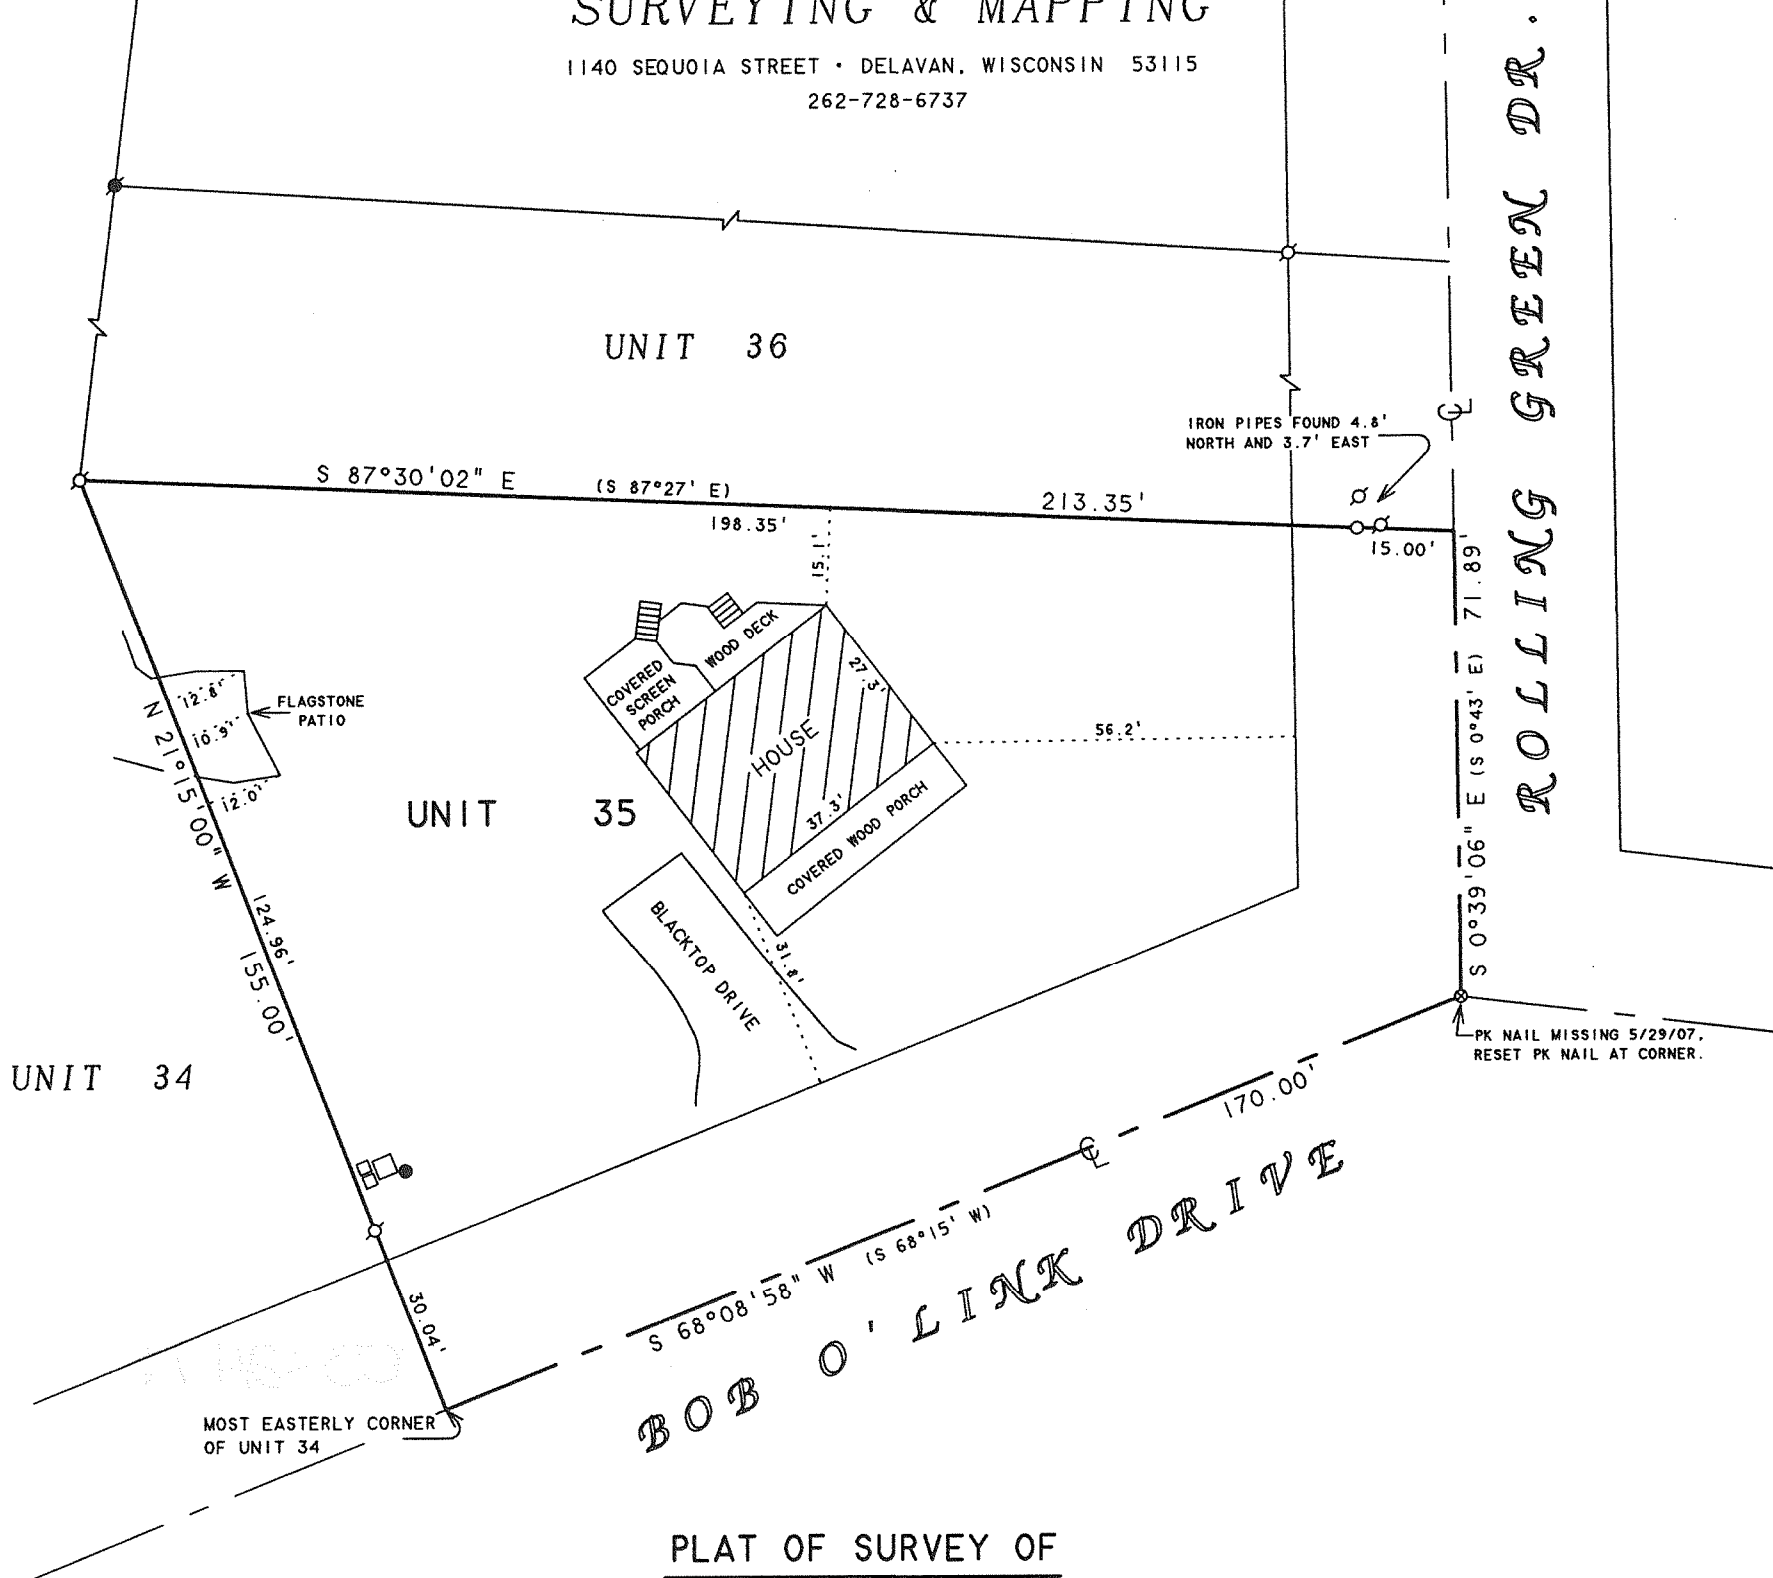 SURVEYING & MAPPING
1140 SEQUOIA STREET • DELAVAN, WISCONSIN 53115
262-728-6737
ROLLING GREEN DR.
UNIT 36
IRON PIPES FOUND 4.8'
NORTH AND 3.7' EAST
S 87°30'02" E
(S 87°27' E)
213.35'
198.35'
15.00'
15.1'
71.89'
S 0°39'06" E (S 0°43' E)
WOOD DECK
COVERED
SCREEN
PORCH
27.3'
HOUSE
37.3'
COVERED WOOD PORCH
56.2'
12.8'
10.9'
12.0'
FLAGSTONE
PATIO
N 21°15'00" W
124.96'
155.00'
UNIT 35
BLACKTOP DRIVE
31.8'
UNIT 34
PK NAIL MISSING 5/29/07,
RESET PK NAIL AT CORNER.
170.00'
S 68°08'58" W
(S 68°15' W)
BOB O'LINK DRIVE
30.04'
MOST EASTERLY CORNER
OF UNIT 34
PLAT OF SURVEY OF